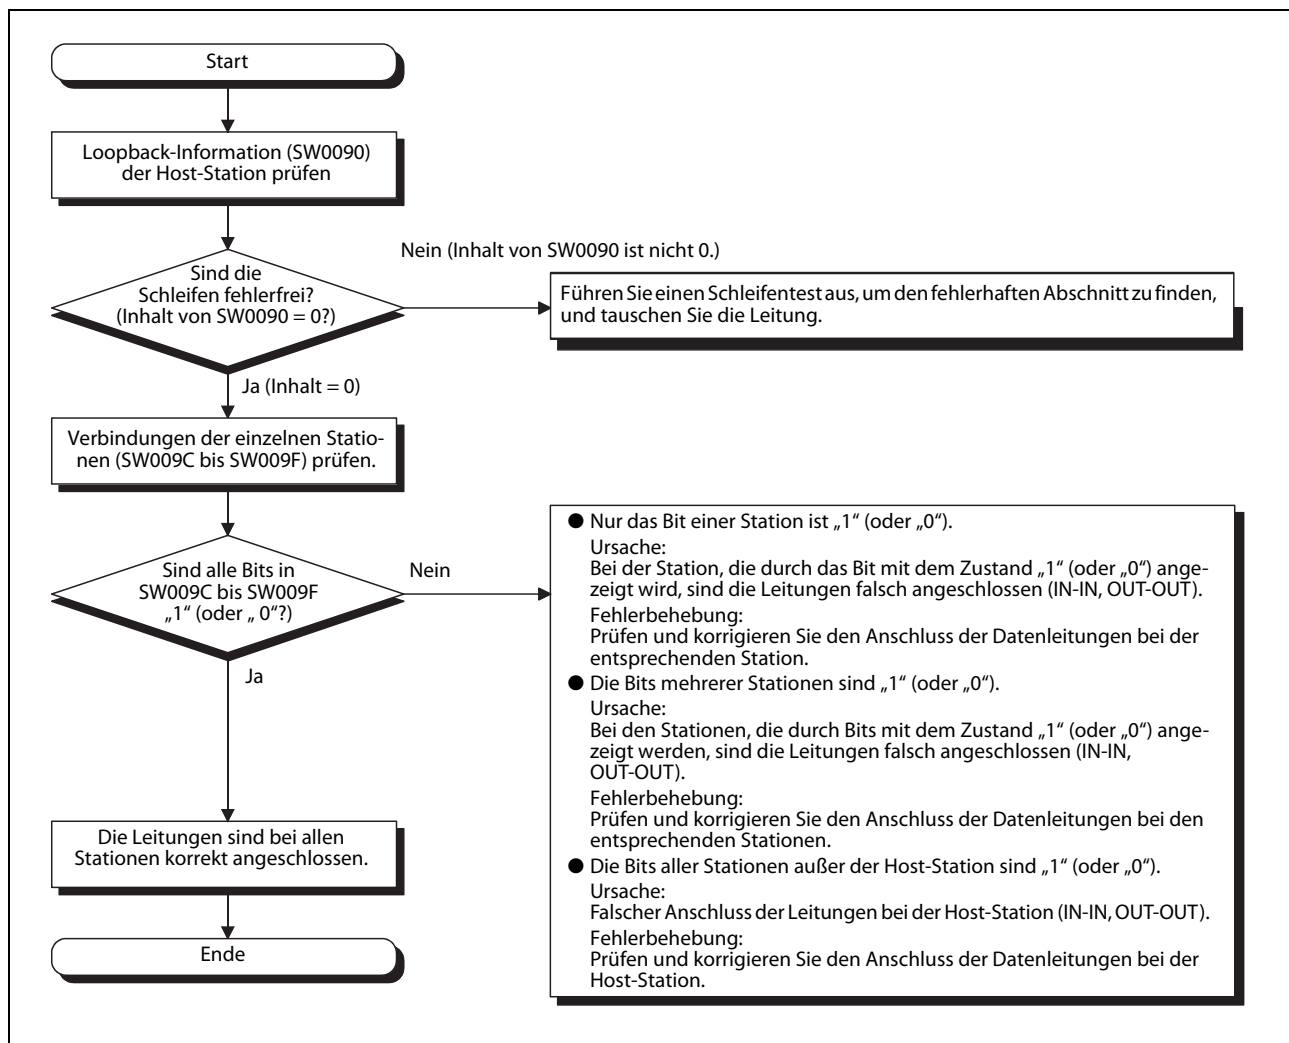 Start
Loopback-Information (SW0090)
der Host-Station prüfen
Nein (Inhalt von SW0090 ist nicht 0.)
Sind die
Schleifen fehlerfrei?
(Inhalt von SW0090 = 0?)
Führen Sie einen Schleifentest aus, um den fehlerhaften Abschnitt zu finden,
und tauschen Sie die Leitung.
Ja (Inhalt = 0)
Verbindungen der einzelnen Statio-
nen (SW009C bis SW009F) prüfen.
Sind alle Bits in
SW009C bis SW009F
„1“ (oder „ 0“?)
Nein
Ja
● Nur das Bit einer Station ist „1“ (oder „0“).
Ursache:
Bei der Station, die durch das Bit mit dem Zustand „1“ (oder „0“) ange-
zeigt wird, sind die Leitungen falsch angeschlossen (IN-IN, OUT-OUT).
Fehlerbehebung:
Prüfen und korrigieren Sie den Anschluss der Datenleitungen bei der
entsprechenden Station.
● Die Bits mehrerer Stationen sind „1“ (oder „0“).
Ursache:
Bei den Stationen, die durch Bits mit dem Zustand „1“ (oder „0“) ange-
zeigt werden, sind die Leitungen falsch angeschlossen (IN-IN,
OUT-OUT).
Fehlerbehebung:
Prüfen und korrigieren Sie den Anschluss der Datenleitungen bei den
entsprechenden Stationen.
● Die Bits aller Stationen außer der Host-Station sind „1“ (oder „0“).
Ursache:
Falscher Anschluss der Leitungen bei der Host-Station (IN-IN, OUT-OUT).
Fehlerbehebung:
Prüfen und korrigieren Sie den Anschluss der Datenleitungen bei der
Host-Station.
Die Leitungen sind bei allen
Stationen korrekt angeschlossen.
Ende